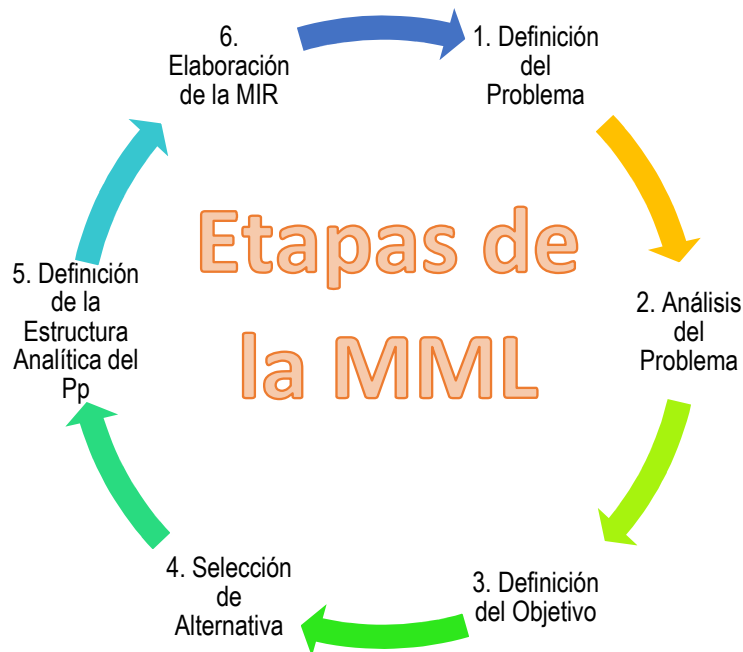 Etapas de
la MML
1. Definición
del
Problema
2. Análisis
del
Problema
3. Definición
del Objetivo
4. Selección
de
Alternativa
5. Definición
de la
Estructura
Analítica del
Pp
6.
Elaboración
de la MIR